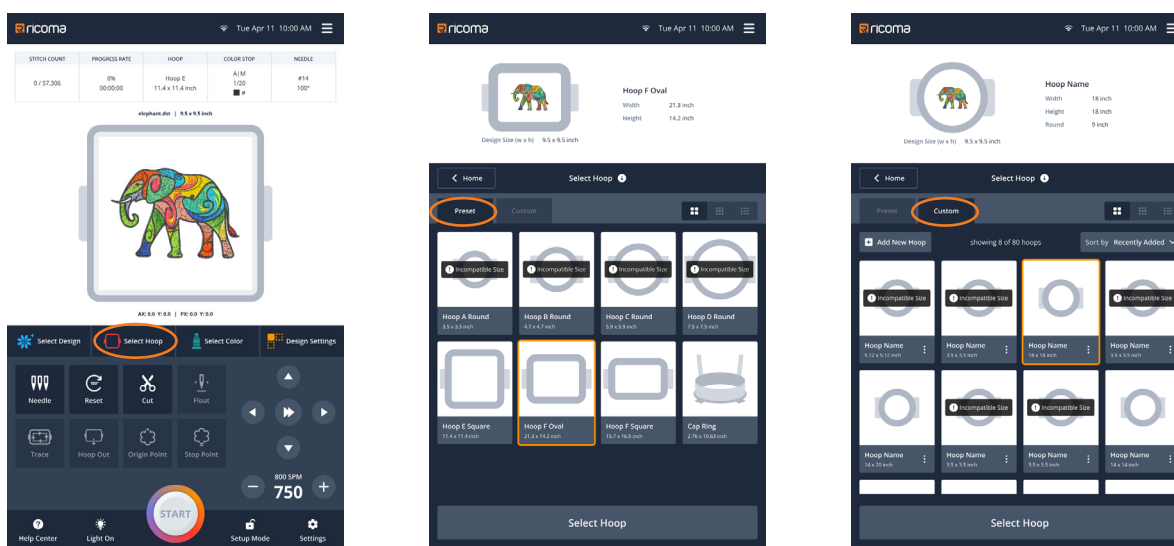 ricoma
Tue Apr 11 10:00 AM
STITCH COUNT PROGRESS RATE HOOP COLOR STOP NEEDLE
0 / 57,306 0% 00:00:00 Hoop E 11.4 x 11.4 inch A|M 1/20 # #14 100°
elephant.dst | 9.5 x 9.5 inch
AX: 0.0 Y: 0.0 | PX: 0.0 Y: 0.0
Select Design Select Hoop Select Color Design Settings
Needle Reset Cut Float
100°
Trace Hoop Out Origin Point Stop Point
800 SPM
750
START
Help Center Light On Setup Mode Settings
ricoma
Tue Apr 11 10:00 AM
Hoop F Oval
Width 21.3 inch
Height 14.2 inch
Design Size (w x h) 9.5 x 9.5 inch
Home Select Hoop
Preset Custom
Incompatible Size Incompatible Size Incompatible Size Incompatible Size
Hoop A Round Hoop B Round Hoop C Round Hoop D Round
3.5 x 3.5 inch 4.7 x 4.7 inch 5.9 x 5.9 inch 7.5 x 7.5 inch
Hoop E Square Hoop F Oval Hoop F Square Cap Ring
11.4 x 11.4 inch 21.3 x 14.2 inch 15.7 x 16.5 inch 2.76 x 10.63 inch
Select Hoop
ricoma
Tue Apr 11 10:00 AM
Hoop Name
Width 18 inch
Height 18 inch
Round 9 inch
Design Size (w x h) 9.5 x 9.5 inch
Home Select Hoop
Preset Custom
Add New Hoop showing 8 of 80 hoops Sort by Recently Added
Incompatible Size Incompatible Size Incompatible Size
Hoop Name Hoop Name Hoop Name Hoop Name
5.12 x 5.12 inch 3.5 x 3.5 inch 18 x 18 inch 3.5 x 3.5 inch
Incompatible Size Incompatible Size
Hoop Name Hoop Name Hoop Name Hoop Name
14 x 20 inch 3.5 x 3.5 inch 3.5 x 3.5 inch 14 x 14 inch
Select Hoop